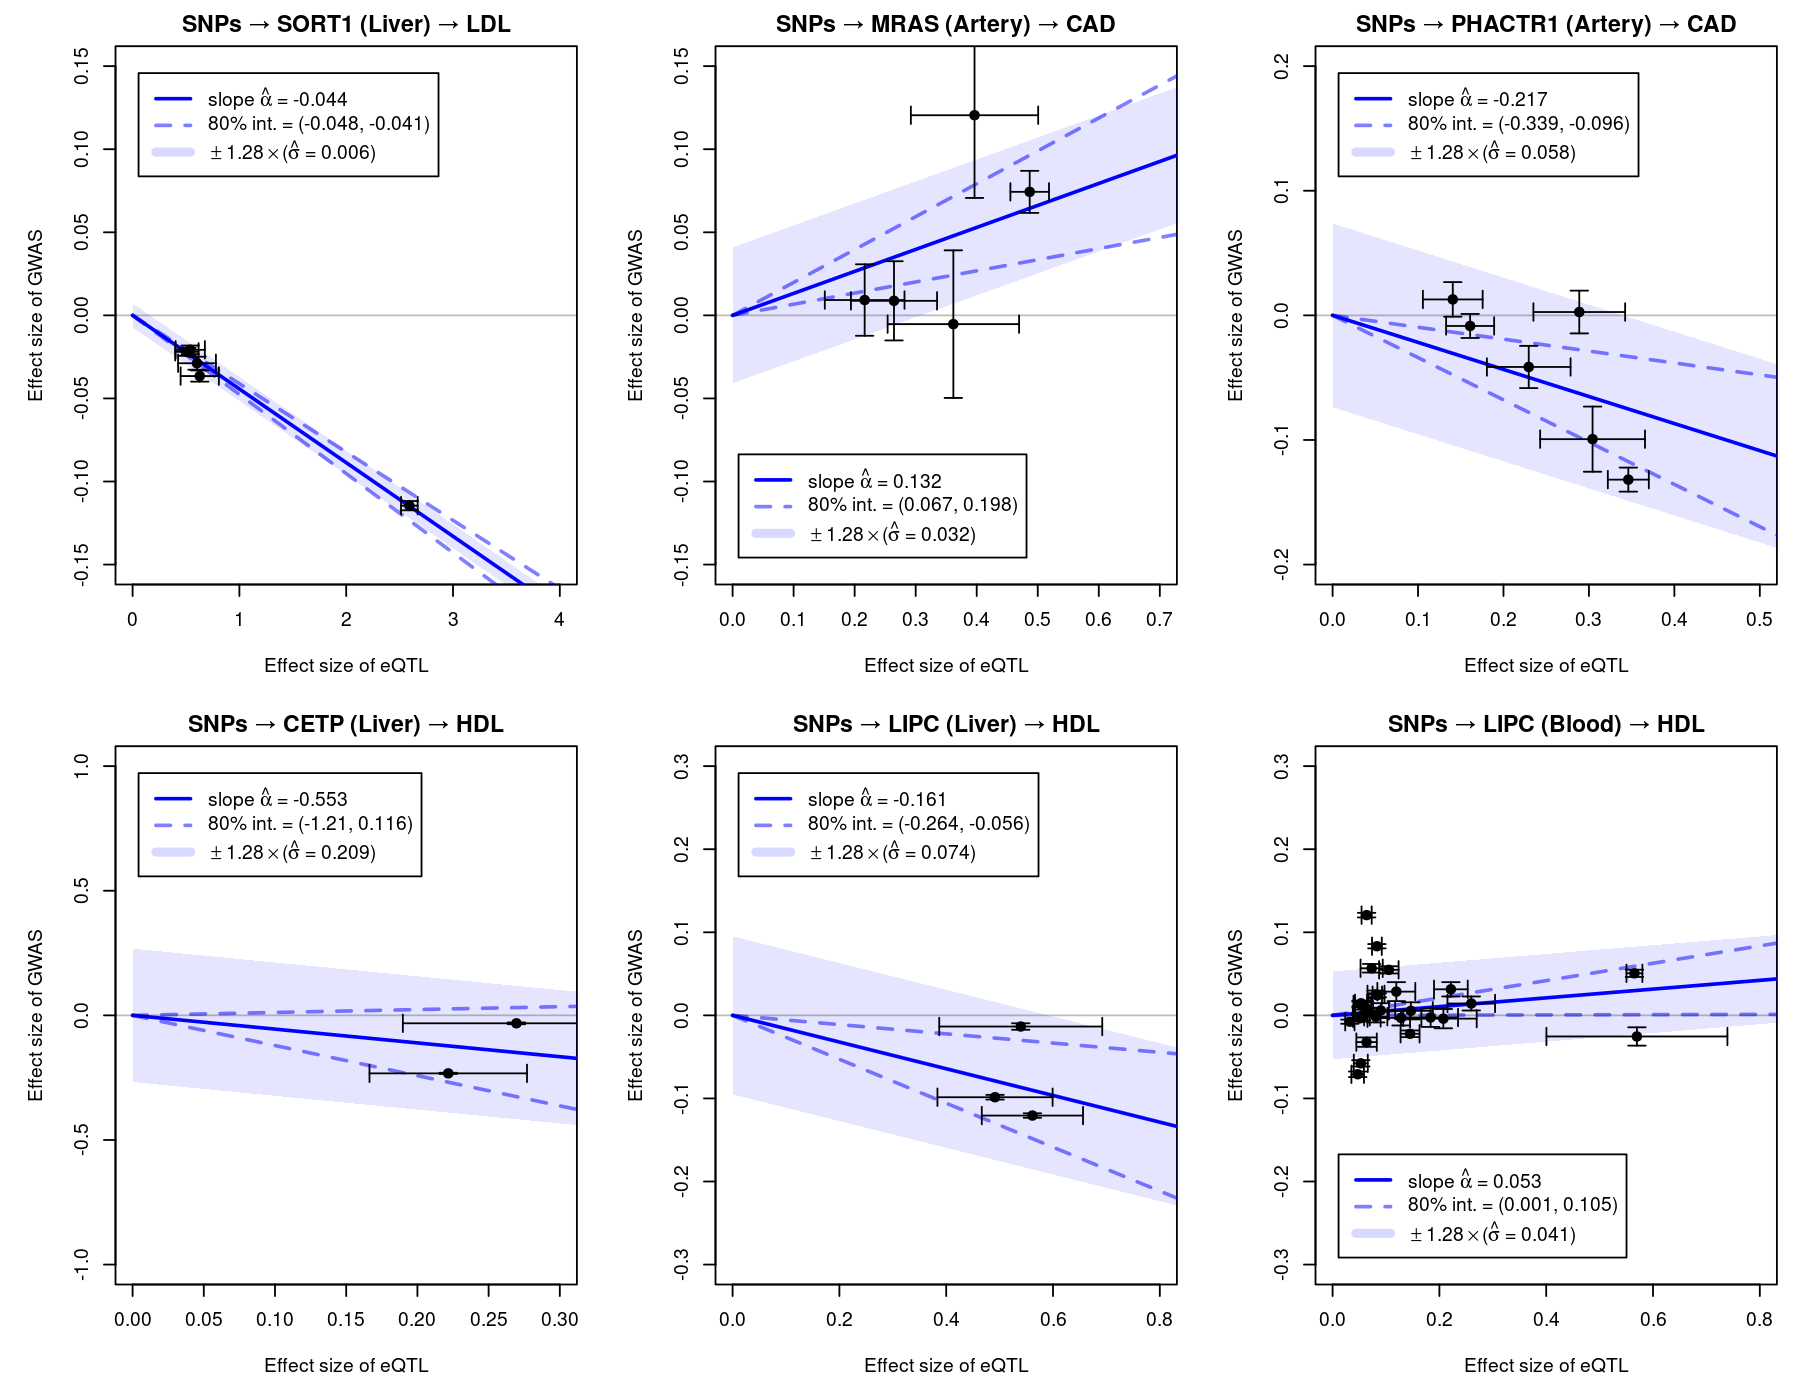 SNPs → SORT1 (Liver) → LDL
0.15
0.10
0.05
0.00
-0.05
-0.10
-0.15
Effect size of GWAS
slope α̂ = -0.044
80% int. = (-0.048, -0.041)
±1.28×(σ̂ = 0.006)
0 1 2 3 4
Effect size of eQTL
SNPs → MRAS (Artery) → CAD
0.15
0.10
0.05
0.00
-0.05
-0.10
-0.15
Effect size of GWAS
slope α̂ = 0.132
80% int. = (0.067, 0.198)
±1.28×(σ̂ = 0.032)
0.0 0.1 0.2 0.3 0.4 0.5 0.6 0.7
Effect size of eQTL
SNPs → PHACTR1 (Artery) → CAD
0.2
0.1
0.0
-0.1
-0.2
Effect size of GWAS
slope α̂ = -0.217
80% int. = (-0.339, -0.096)
±1.28×(σ̂ = 0.058)
0.0 0.1 0.2 0.3 0.4 0.5
Effect size of eQTL
SNPs → CETP (Liver) → HDL
1.0
0.5
0.0
-0.5
-1.0
Effect size of GWAS
slope α̂ = -0.553
80% int. = (-1.21, 0.116)
±1.28×(σ̂ = 0.209)
0.00 0.05 0.10 0.15 0.20 0.25 0.30
Effect size of eQTL
SNPs → LIPC (Liver) → HDL
0.3
0.2
0.1
0.0
-0.1
-0.2
-0.3
Effect size of GWAS
slope α̂ = -0.161
80% int. = (-0.264, -0.056)
±1.28×(σ̂ = 0.074)
0.0 0.2 0.4 0.6 0.8
Effect size of eQTL
SNPs → LIPC (Blood) → HDL
0.3
0.2
0.1
0.0
-0.1
-0.2
-0.3
Effect size of GWAS
slope α̂ = 0.053
80% int. = (0.001, 0.105)
±1.28×(σ̂ = 0.041)
0.0 0.2 0.4 0.6 0.8
Effect size of eQTL